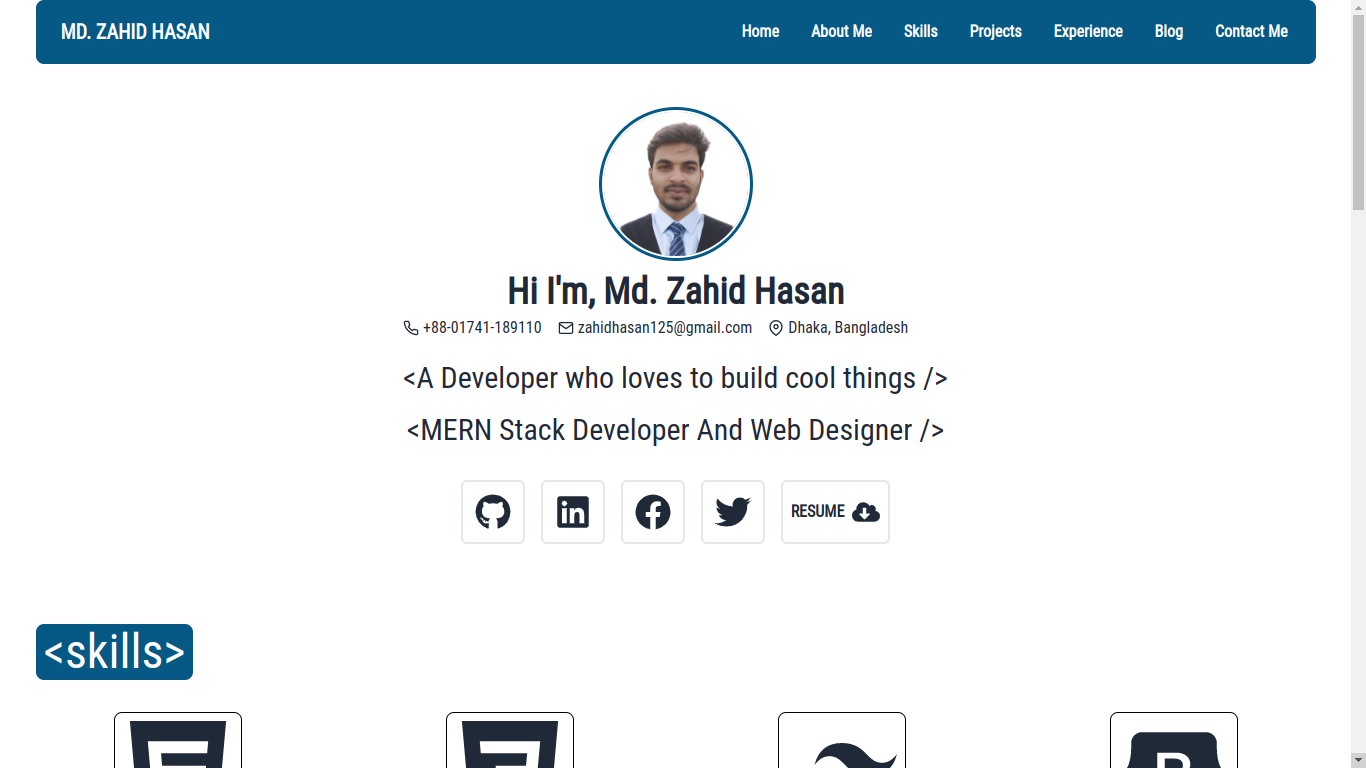 MD. ZAHID HASAN
Home About Me Skills Projects Experience Blog Contact Me
Hi I'm, Md. Zahid Hasan
+88-01741-189110 zahidhasan125@gmail.com Dhaka, Bangladesh
<A Developer who loves to build cool things />
<MERN Stack Developer And Web Designer />
RESUME
<skills>